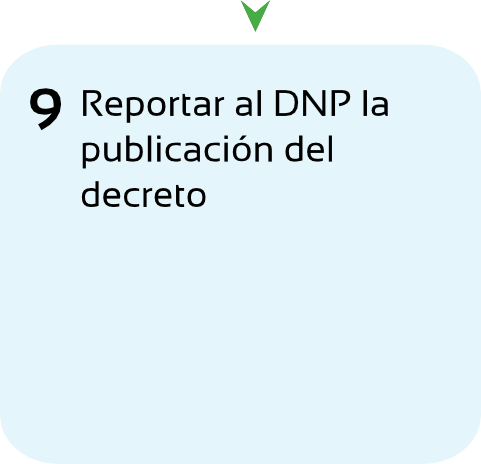 9 Reportar al DNP la
publicación del
decreto